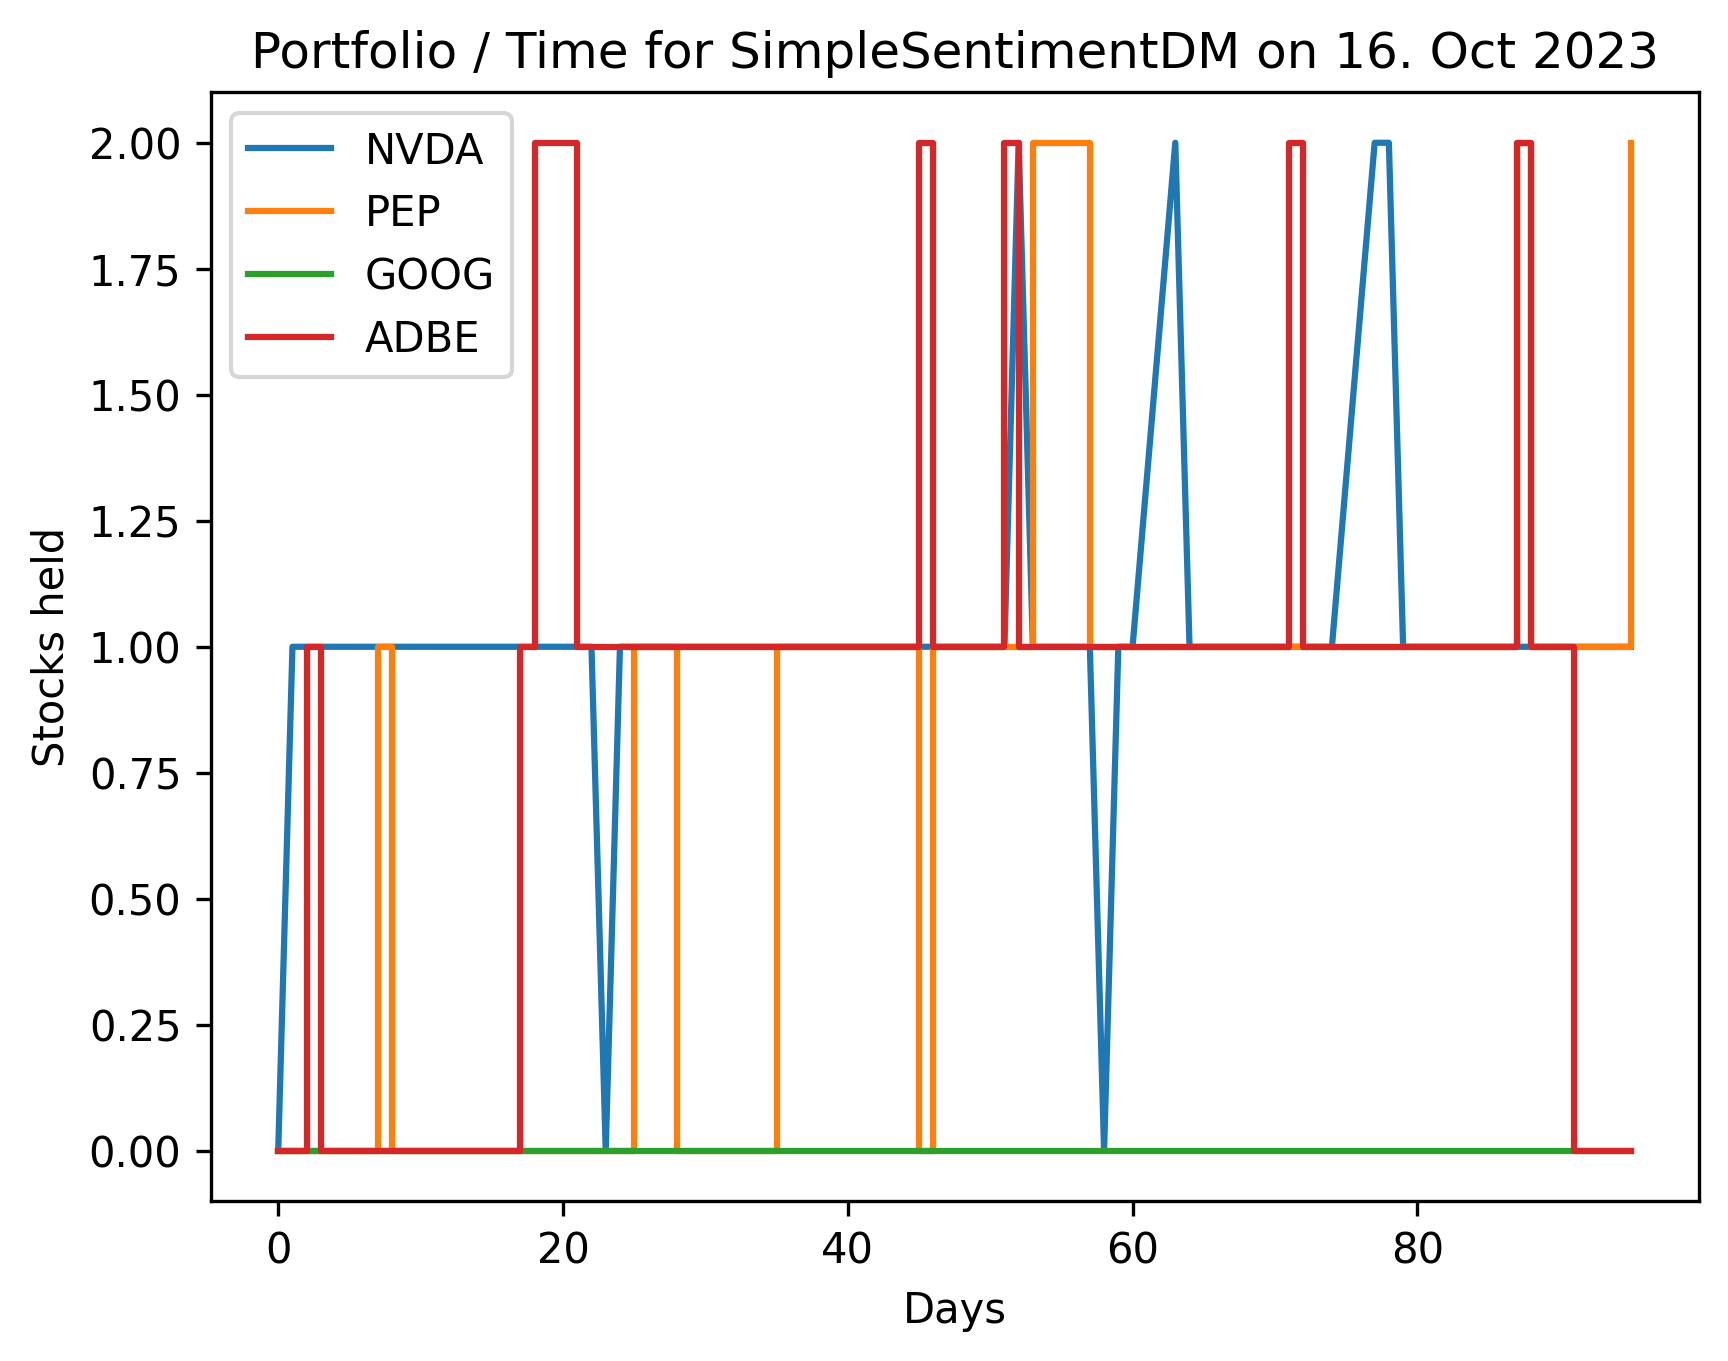 Portfolio / Time for SimpleSentimentDM on 16. Oct 2023
NVDA
PEP
GOOG
ADBE
2.00
1.75
1.50
1.25
1.00
0.75
0.50
0.25
0.00
Stocks held
0 20 40 60 80
Days